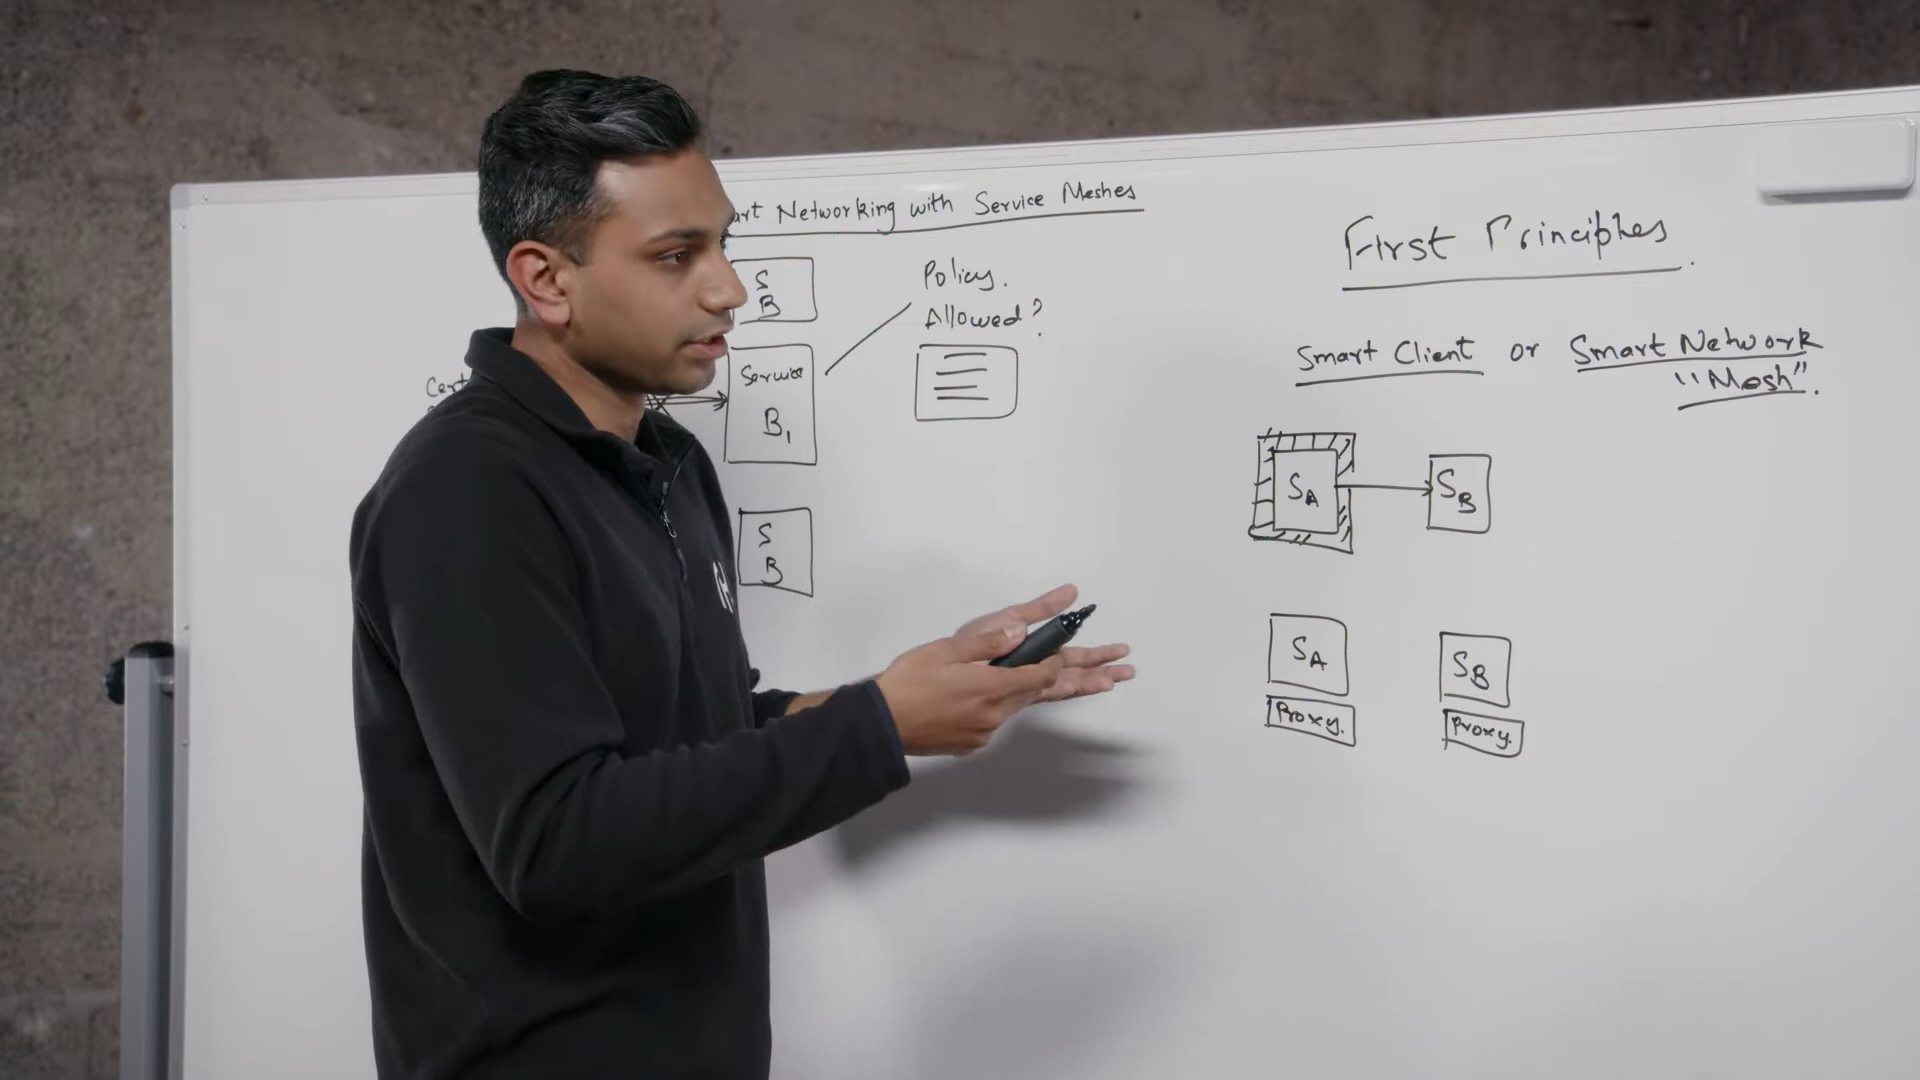 Networking with Service Meshes
S
B
Policy.
Allowed?
Service
B1
S
B
First Principles.
Smart Client or Smart Network
"Mesh".
SA
SB
SA
SB
Proxy.
Proxy.